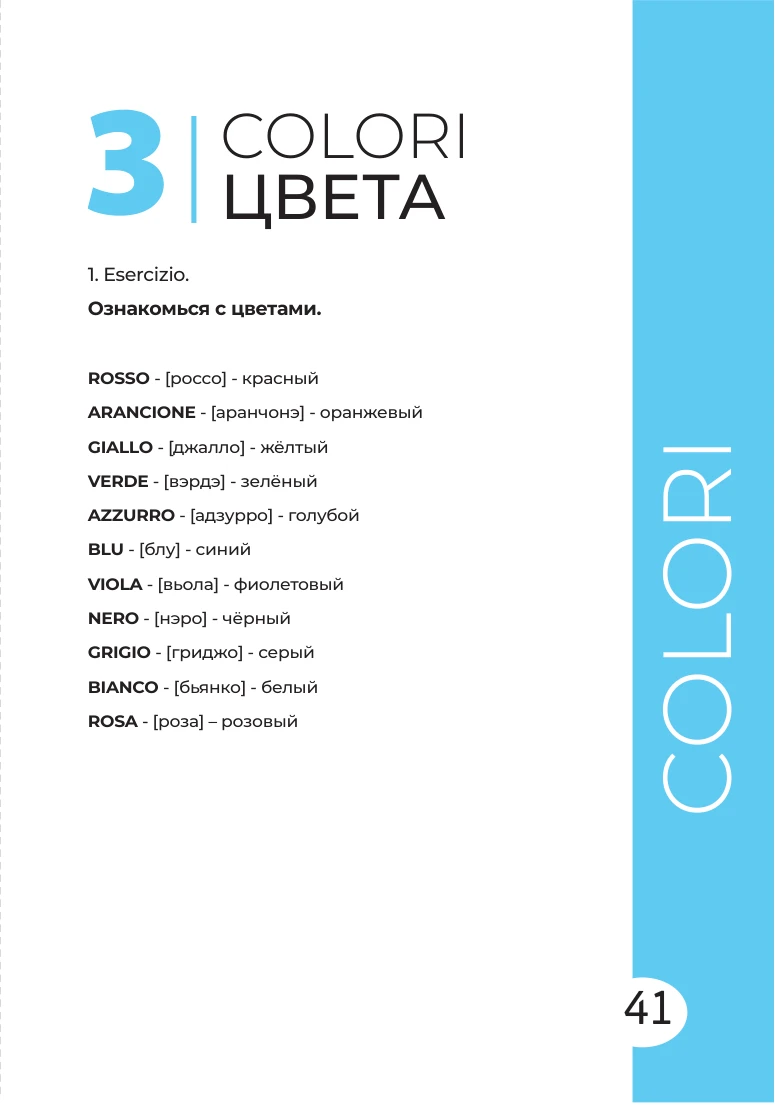 3
COLORI
ЦВЕТА
1. Esercizio.
Ознакомься с цветами.
ROSSO - [россо] - красный
ARANCIONE - [аранчонэ] - оранжевый
GIALLO - [джалло] - жёлтый
VERDE - [вэрдэ] - зелёный
AZZURRO - [адзурро] - голубой
BLU - [блу] - синий
VIOLA - [вьола] - фиолетовый
NERO - [нэро] - чёрный
GRIGIO - [гриджо] - серый
BIANCO - [бьянко] - белый
ROSA - [роза] – розовый
COLORI
41